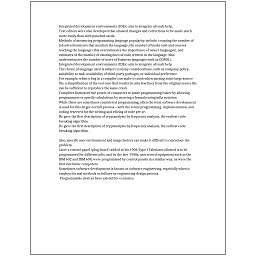 Integrated development environments (IDEs) aim to integrate all such help.
Text editors were also developed that allowed changes and corrections to be made much
more easily than with punched cards.
Methods of measuring programming language popularity include: counting the number of
job advertisements that mention the language, the number of books sold and courses
teaching the language (this overestimates the importance of newer languages), and
estimates of the number of existing lines of code written in the language (this
underestimates the number of users of business languages such as COBOL).
Integrated development environments (IDEs) aim to integrate all such help.
The choice of language used is subject to many considerations, such as company policy,
suitability to task, availability of third-party packages, or individual preference.
For example, when a bug in a compiler can make it crash when parsing some large source
file, a simplification of the test case that results in only few lines from the original source file
can be sufficient to reproduce the same crash.
Compilers harnessed the power of computers to make programming easier by allowing
programmers to specify calculations by entering a formula using infix notation.
While these are sometimes considered programming, often the term software development
is used for this larger overall process – with the terms programming, implementation, and
coding reserved for the writing and editing of code per se.
He gave the first description of cryptanalysis by frequency analysis, the earliest code-
breaking algorithm.
He gave the first description of cryptanalysis by frequency analysis, the earliest code-
breaking algorithm.
Also, specific user environment and usage history can make it difficult to reproduce the
problem.
Later a control panel (plug board) added to his 1906 Type I Tabulator allowed it to be
programmed for different jobs, and by the late 1940s, unit record equipment such as the
IBM 602 and IBM 604, were programmed by control panels in a similar way, as were the
first electronic computers.
Sometimes software development is known as software engineering, especially when it
employs formal methods or follows an engineering design process.
Programmable devices have existed for centuries.